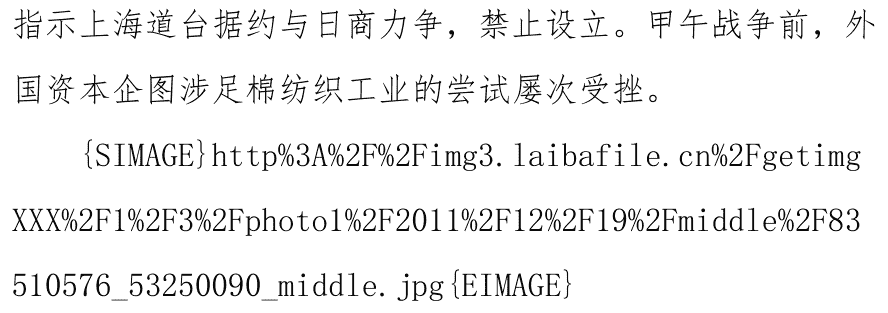 指示上海道台据约与日商力争，禁止设立。甲午战争前，外
国资本企图涉足棉纺织工业的尝试屡次受挫。
{SIMAGE}http%3A%2F%2Fimg3.laibafile.cn%2Fgetimg
XXX%2F1%2F3%2Fphoto1%2F2011%2F12%2F19%2Fmiddle%2F83
510576_53250090_middle.jpg{EIMAGE}